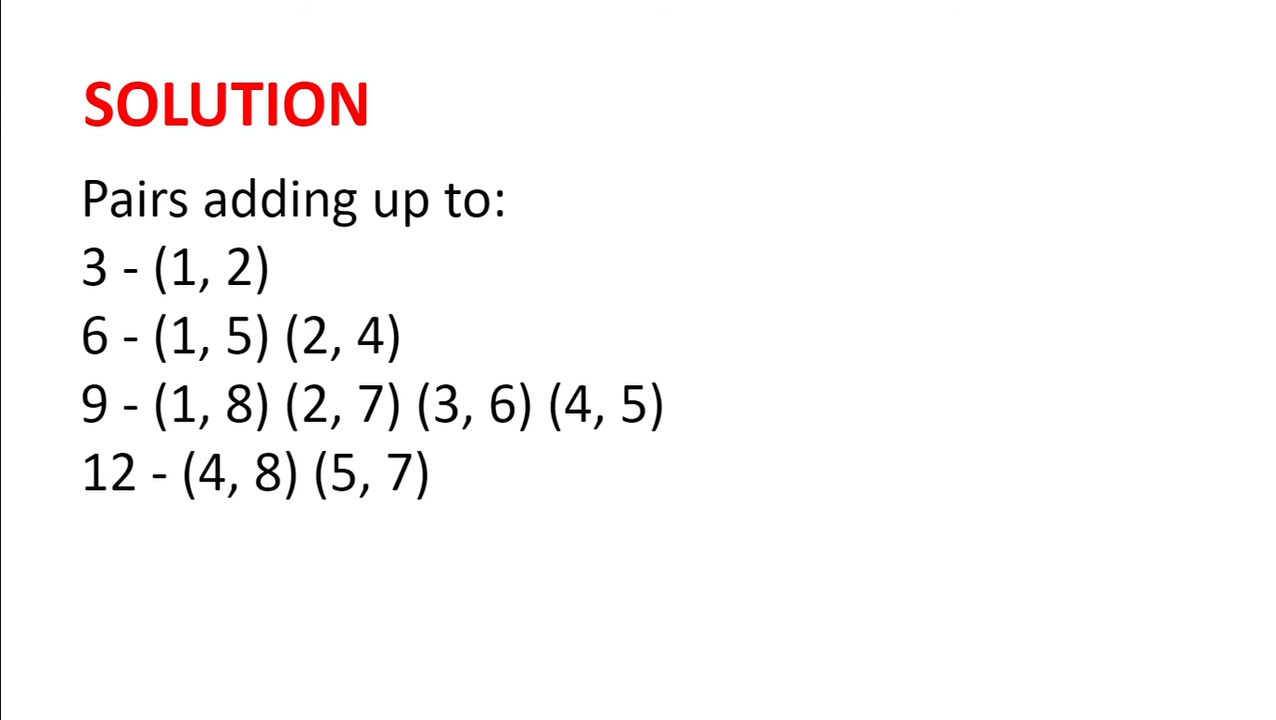 SOLUTION
Pairs adding up to:
3 - (1, 2)
6 - (1, 5) (2, 4)
9 - (1, 8) (2, 7) (3, 6) (4, 5)
12 - (4, 8) (5, 7)